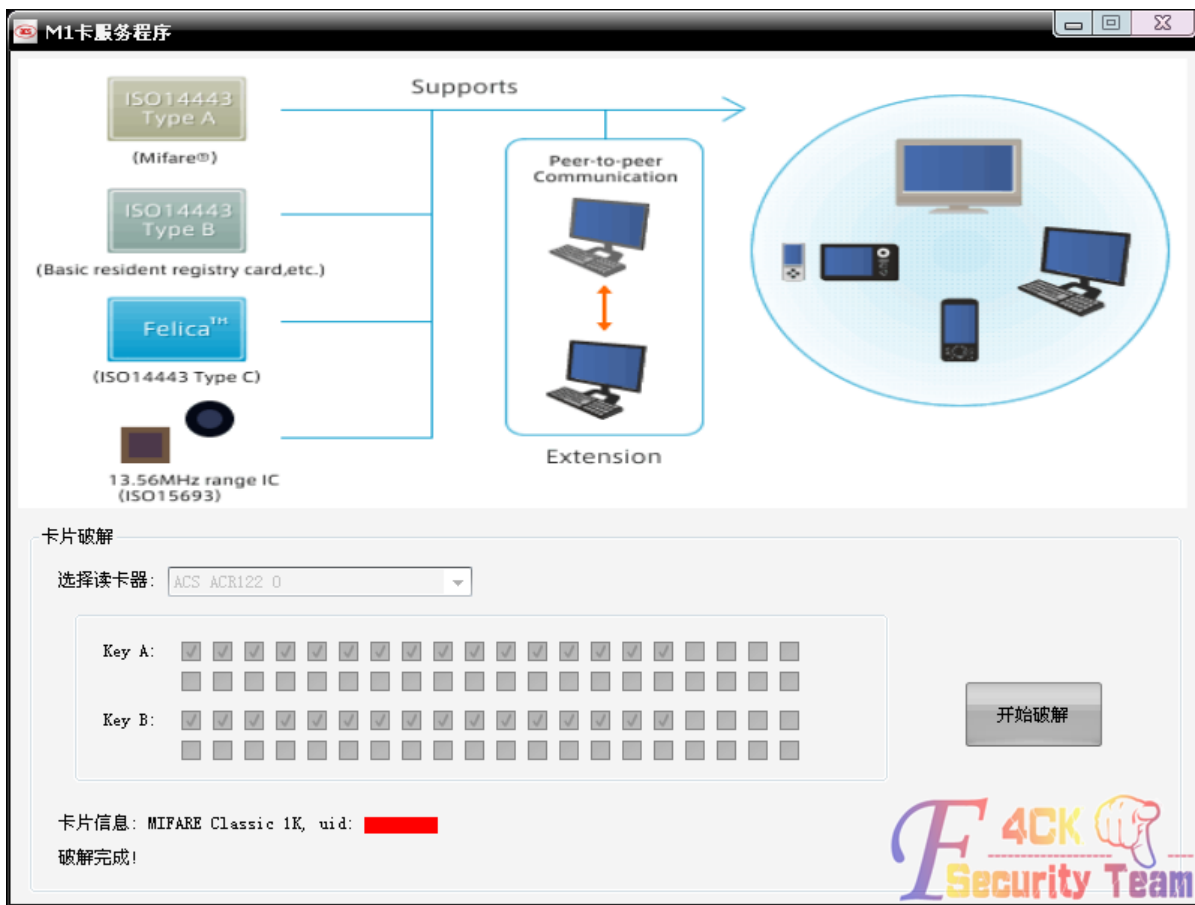 M1卡服务程序
Supports
ISO14443
Type A
(Mifare®)
Peer-to-peer
Communication
ISO14443
Type B
(Basic resident registry card,etc.)
Felica™
(ISO14443 Type C)
Extension
13.56MHz range IC
(ISO15693)
卡片破解
选择读卡器:
ACS ACR122 0
Key A:
Key B:
开始破解
卡片信息: MIFARE Classic 1K, uid:
破解完成!
F4CK
Security Team